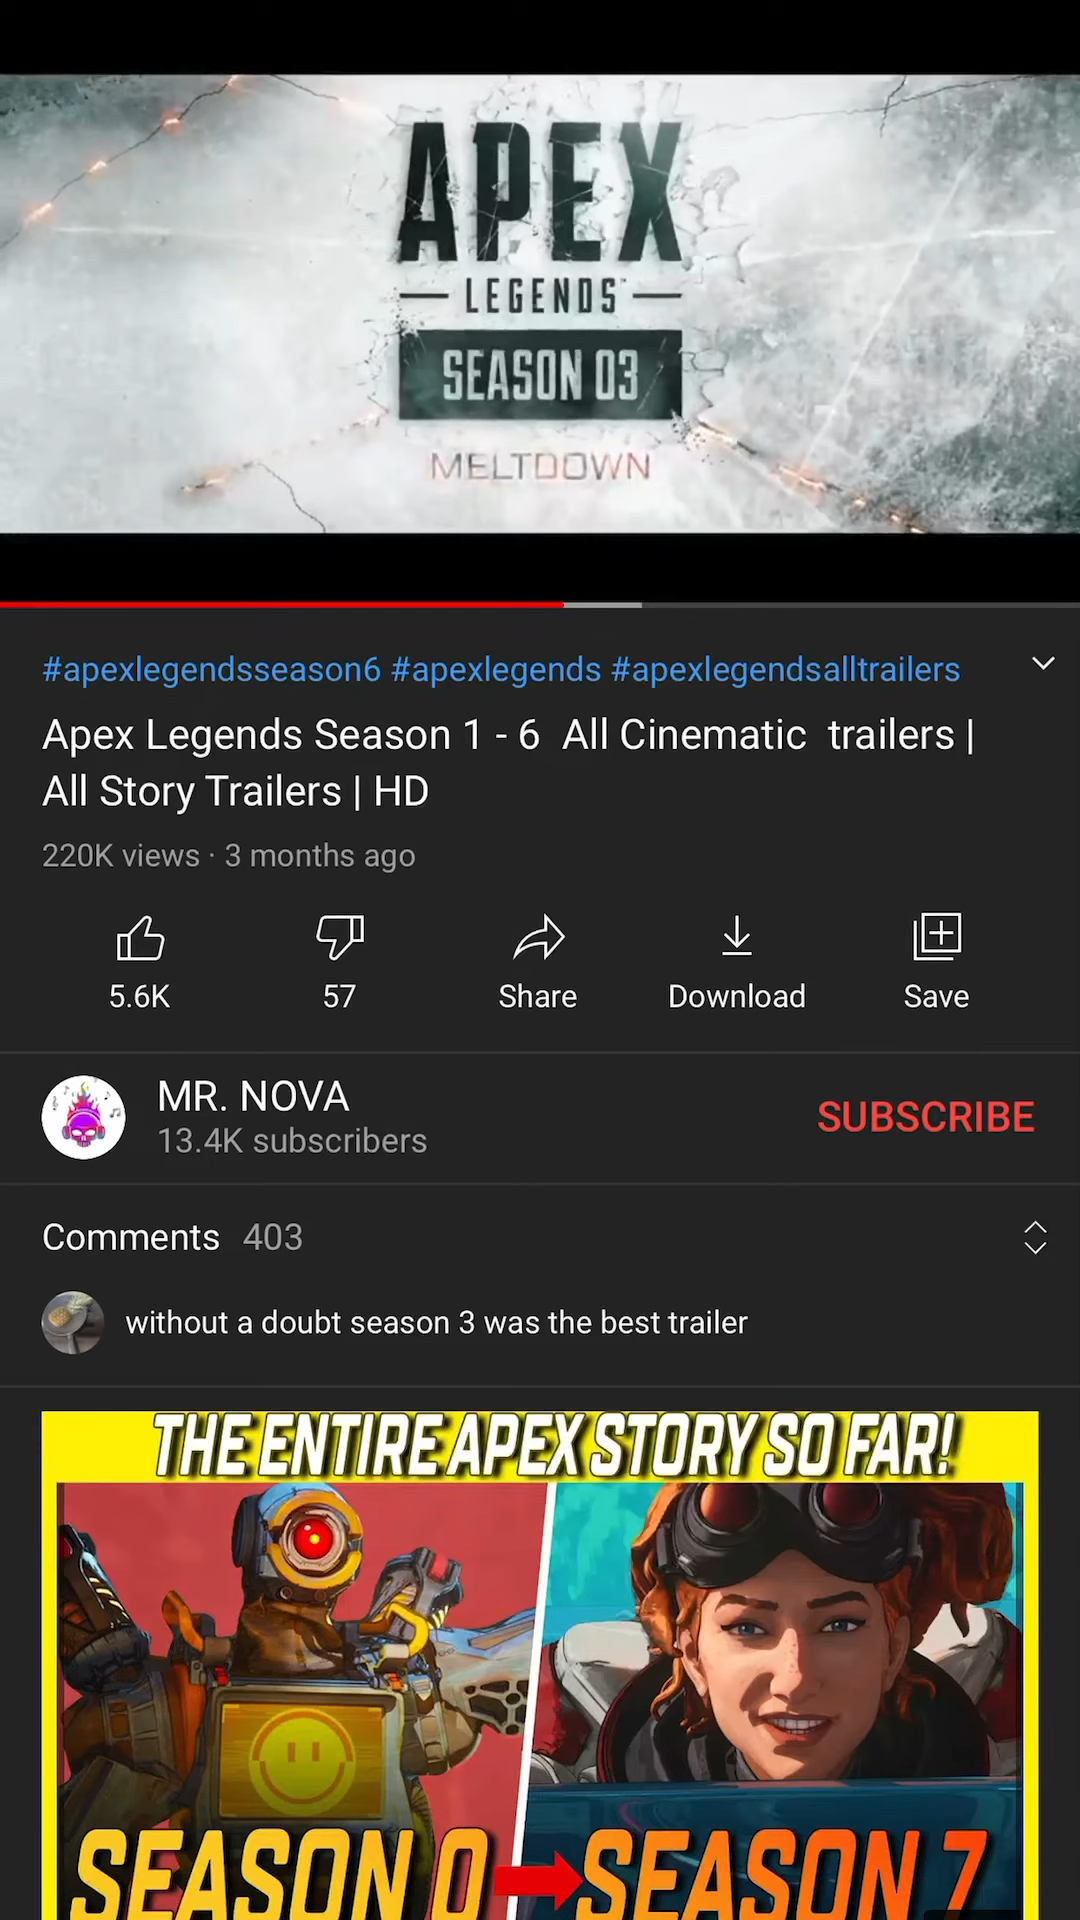 APEX
LEGENDS
SEASON 03
MELTDOWN
#apexlegendsseason6 #apexlegends #apexlegendsalltrailers
Apex Legends Season 1 - 6 All Cinematic trailers |
All Story Trailers | HD
220K views · 3 months ago
5.6K 57 Share Download Save
MR. NOVA
13.4K subscribers
SUBSCRIBE
Comments 403
without a doubt season 3 was the best trailer
THE ENTIRE APEX STORY SO FAR!
SEASON 0 SEASON 7